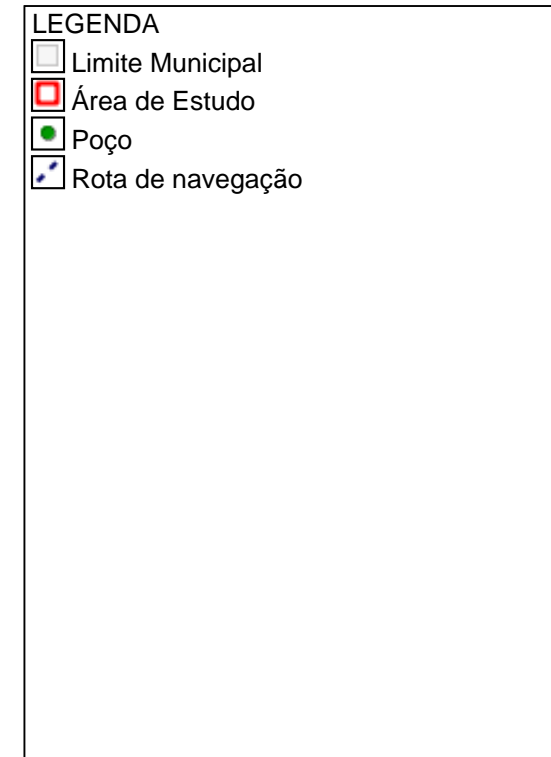 LEGENDA
Limite Municipal
Área de Estudo
Poço
Rota de navegação